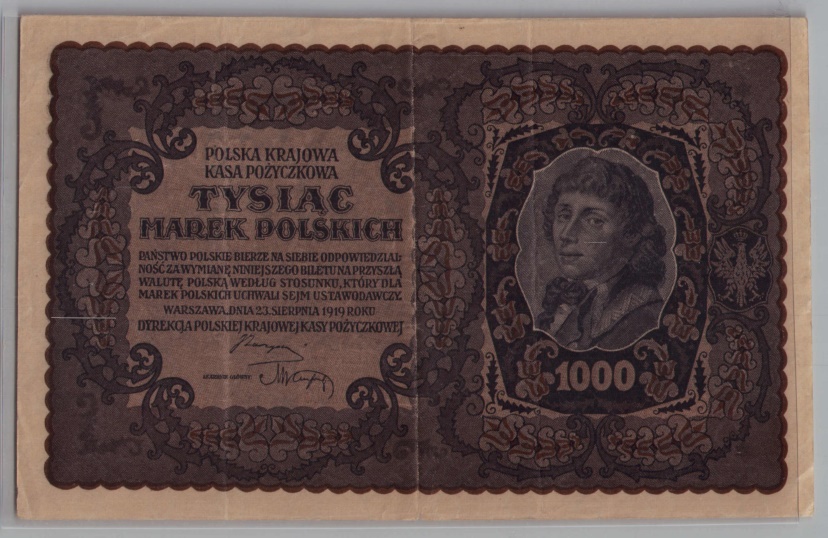 POLSKA KRAJOWA
KASA POŻYCZKOWA
TYSIĄC
MAREK POLSKICH
PAŃSTWO POLSKIE BIERZE NA SIEBIE ODPOWIEDZIAL
NOŚĆ ZA WYMIANĘ NINIEJSZEGO BILETU NA PRZYSZŁĄ
WALUTĘ POLSKĄ WEDŁUG STOSUNKU, KTÓRY DLA
MAREK POLSKICH UCHWALI SEJM USTAWODAWCZY.
WARSZAWA, DNIA 23. SIERPNIA 1919 ROKU
DYREKCJA POLSKIEJ KRAJOWEJ KASY POŻYCZKOWEJ
1000